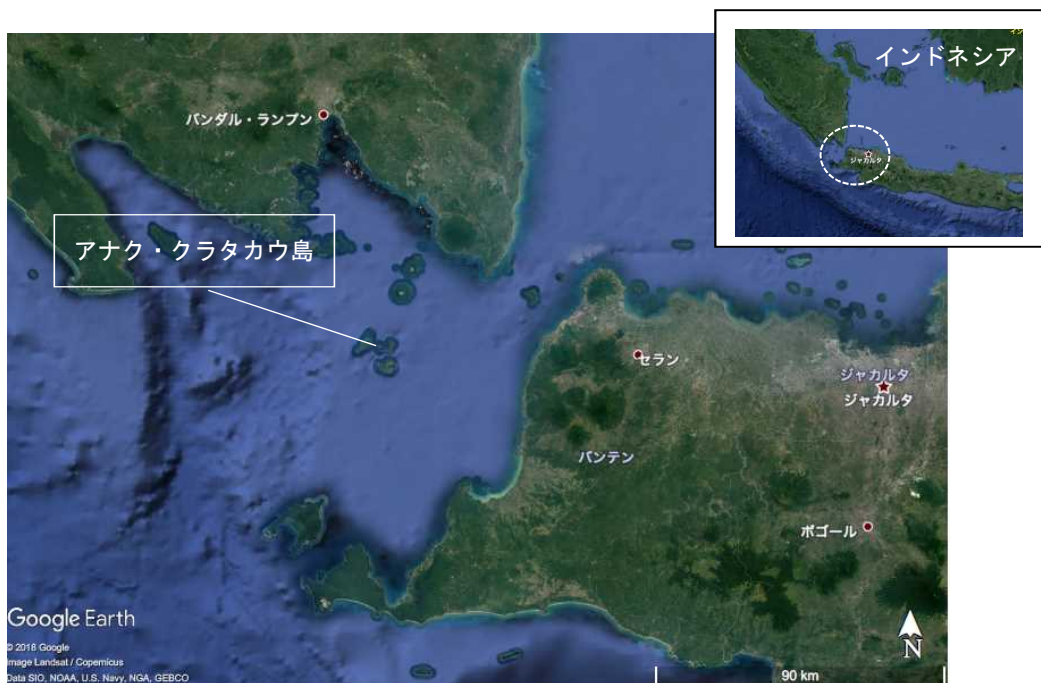 インドネシア
ジャカルタ
バンダル・ランプン
アナク・クラカタウ島
セラン
ジャカルタ
ジャカルタ
バンテン
ボゴール
Google Earth
© 2018 Google
Image Landsat / Copernicus
Data SIO, NOAA, U.S. Navy, NGA, GEBCO
N
90 km